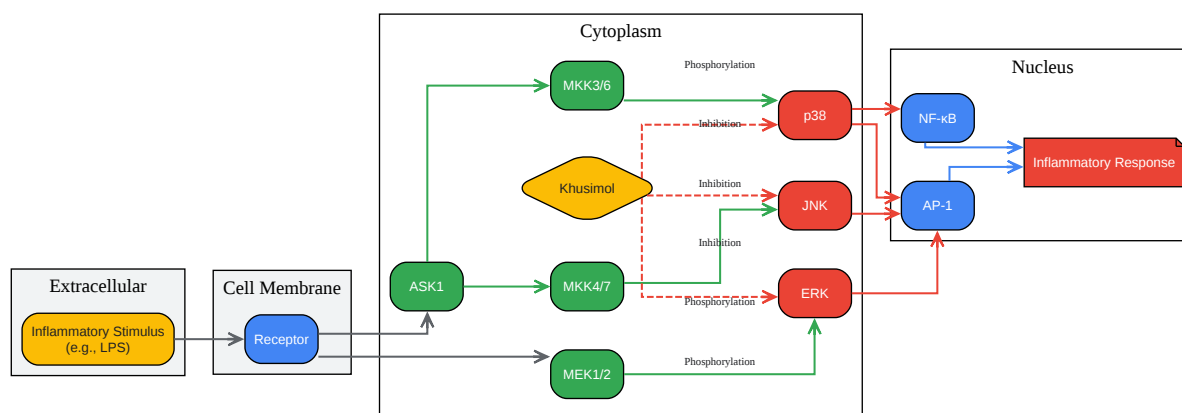 Cytoplasm
Nucleus
Extracellular
Cell Membrane
Phosphorylation
MKK3/6
p38
NF-κB
Inhibition
Inflammatory Response
Khusimol
Inhibition
JNK
AP-1
Inhibition
ASK1
MKK4/7
ERK
Phosphorylation
Inflammatory Stimulus
(e.g., LPS)
Receptor
Phosphorylation
MEK1/2